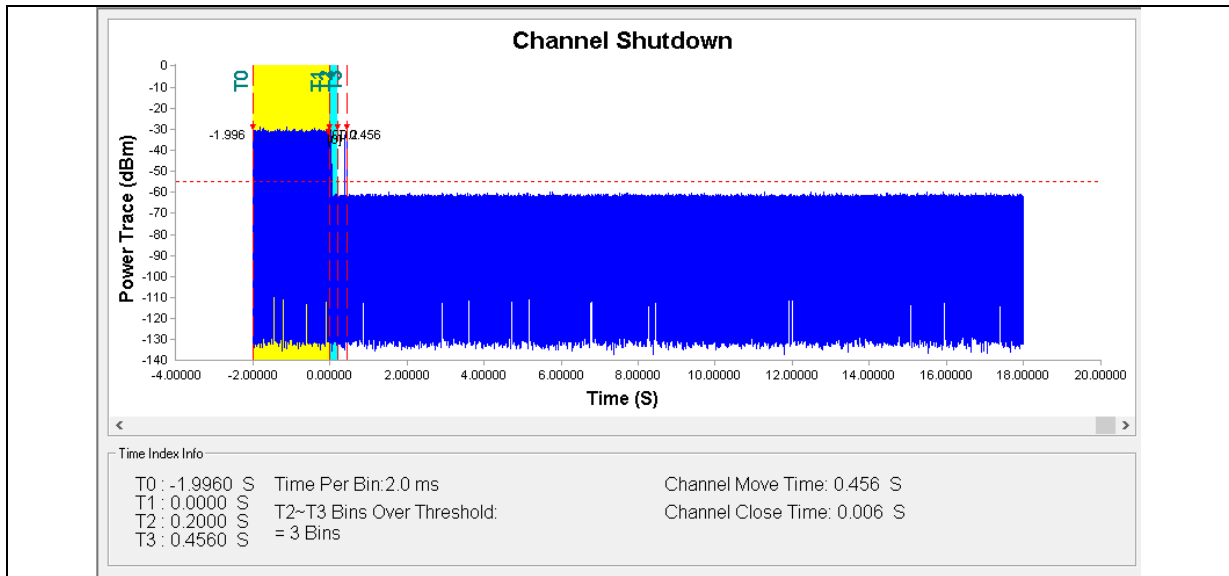 Channel Shutdown
Power Trace (dBm)
0
-10
-20
-30
-40
-50
-60
-70
-80
-90
-100
-110
-120
-130
-140
T0
T1
T3
-1.996
0.456
-4.00000 -2.00000 0.00000 2.00000 4.00000 6.00000 8.00000 10.00000 12.00000 14.00000 16.00000 18.00000 20.00000
Time (S)
Time Index Info
T0 : -1.9960 S
T1 : 0.0000 S
T2 : 0.2000 S
T3 : 0.4560 S
Time Per Bin:2.0 ms
T2~T3 Bins Over Threshold:
= 3 Bins
Channel Move Time: 0.456 S
Channel Close Time: 0.006 S